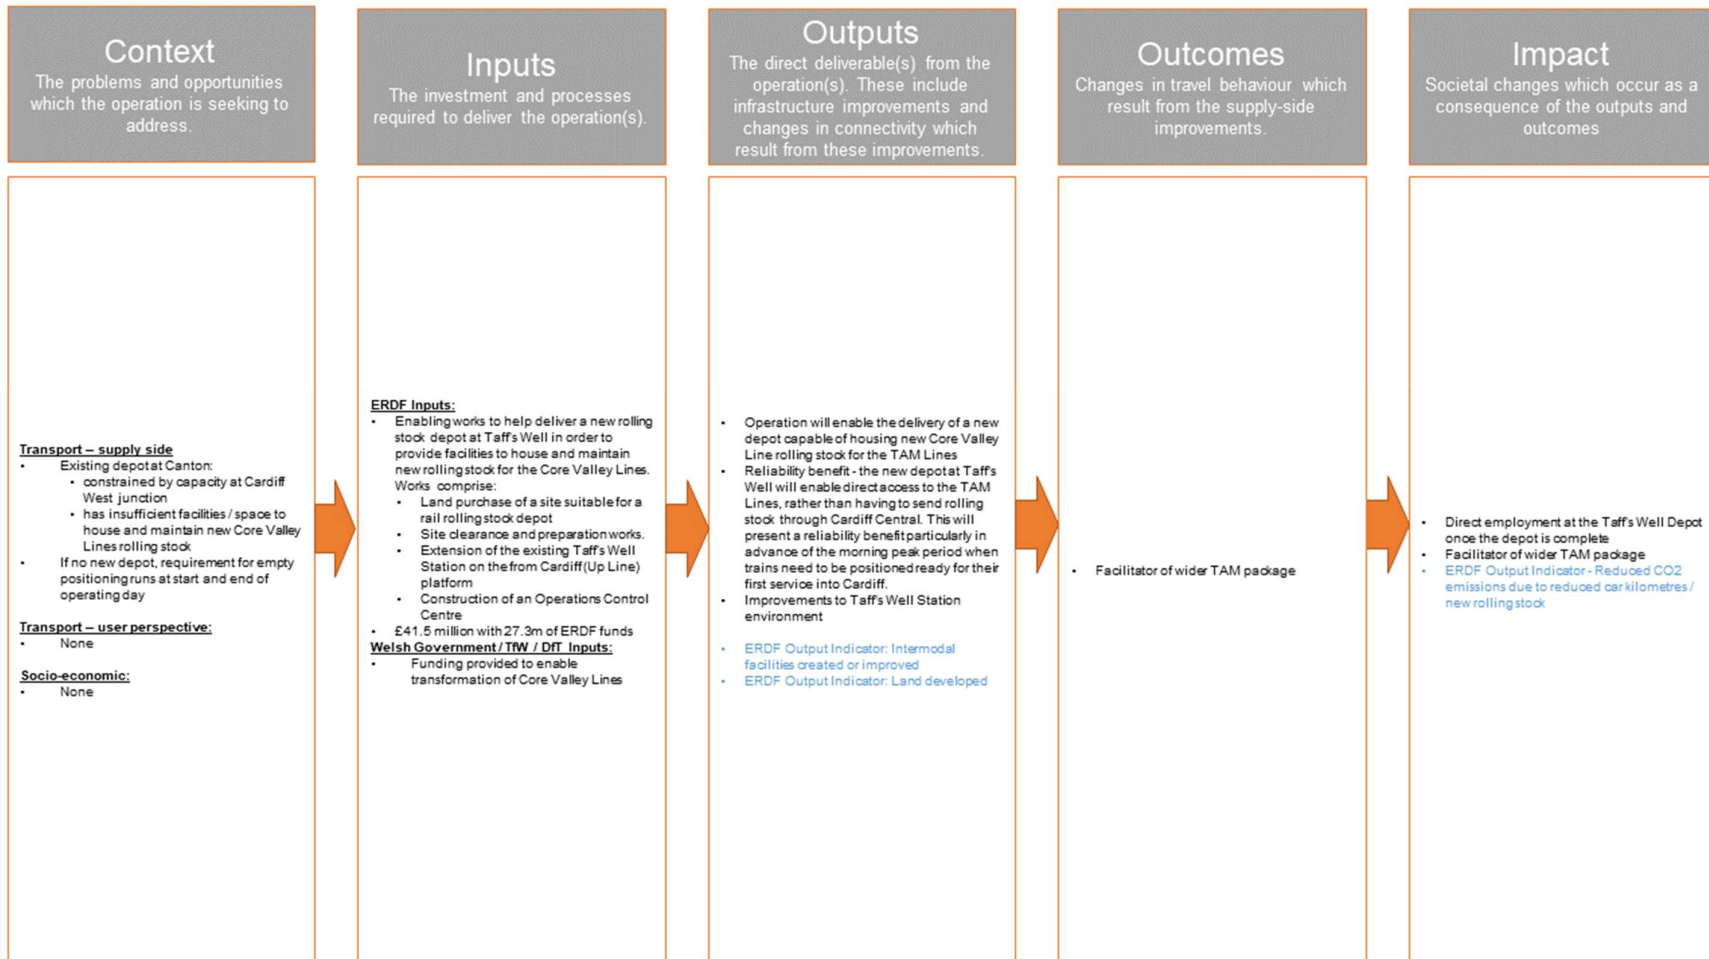 Context
The problems and opportunities
which the operation is seeking to
address.
Inputs
The investment and processes
required to deliver the operation(s).
Outputs
The direct deliverable(s) from the
operation(s). These include
infrastructure improvements and
changes in connectivity which
result from these improvements.
Outcomes
Changes in travel behaviour which
result from the supply-side
improvements.
Impact
Societal changes which occur as a
consequence of the outputs and
outcomes
Transport – supply side
• Existing depot at Canton:
• constrained by capacity at Cardiff
West junction
• has insufficient facilities / space to
house and maintain new Core Valley
Lines rolling stock
• If no new depot, requirement for empty
positioning runs at start and end of
operating day
Transport – user perspective:
• None
Socio-economic:
• None
ERDF Inputs:
• Enabling works to help deliver a new rolling
stock depot at Taff's Well in order to
provide facilities to house and maintain
new rolling stock for the Core Valley Lines.
Works comprise:
• Land purchase of a site suitable for a
rail rolling stock depot
• Site clearance and preparation works.
• Extension of the existing Taff's Well
Station on the from Cardiff (Up Line)
platform
• Construction of an Operations Control
Centre
• £41.5 million with 27.3m of ERDF funds
Welsh Government / TfW / DfT Inputs:
• Funding provided to enable
transformation of Core Valley Lines
• Operation will enable the delivery of a new
depot capable of housing new Core Valley
Line rolling stock for the TAM Lines
• Reliability benefit - the new depot at Taff's
Well will enable direct access to the TAM
Lines, rather than having to send rolling
stock through Cardiff Central. This will
present a reliability benefit particularly in
advance of the morning peak period when
trains need to be positioned ready for their
first service into Cardiff.
• Improvements to Taff's Well Station
environment
• ERDF Output Indicator: Intermodal
facilities created or improved
• ERDF Output Indicator: Land developed
• Facilitator of wider TAM package
• Direct employment at the Taff's Well Depot
once the depot is complete
• Facilitator of wider TAM package
• ERDF Output Indicator - Reduced CO2
emissions due to reduced car kilometres /
new rolling stock